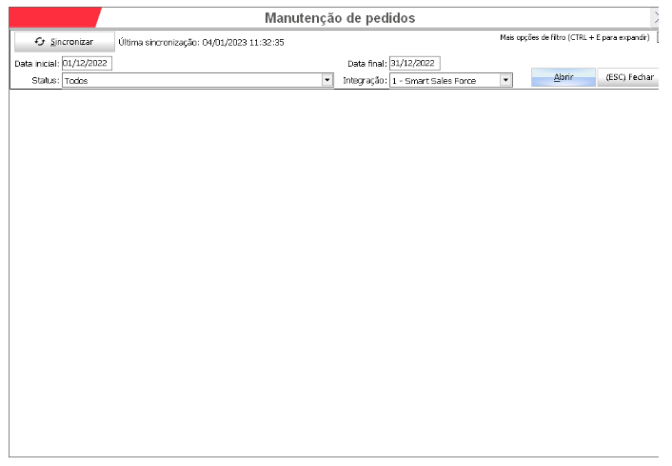 Manutenção de pedidos
Sincronizar Última sincronização: 04/01/2023 11:32:35 Mais opções de filtro (CTRL + E para expandir)
Data inicial: 01/12/2022 Data final: 31/12/2022
Status: Todos Integração: 1 - Smart Sales Force Abrir (ESC) Fechar